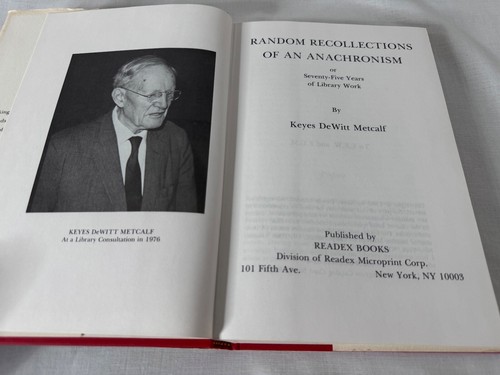 KEYES DeWITT METCALF
At a Library Consultation in 1976
RANDOM RECOLLECTIONS
OF AN ANACHRONISM
or
Seventy-Five Years
of Library Work
By
Keyes DeWitt Metcalf
Published by
READEX BOOKS
Division of Readex Microprint Corp.
101 Fifth Ave. New York, NY 10003